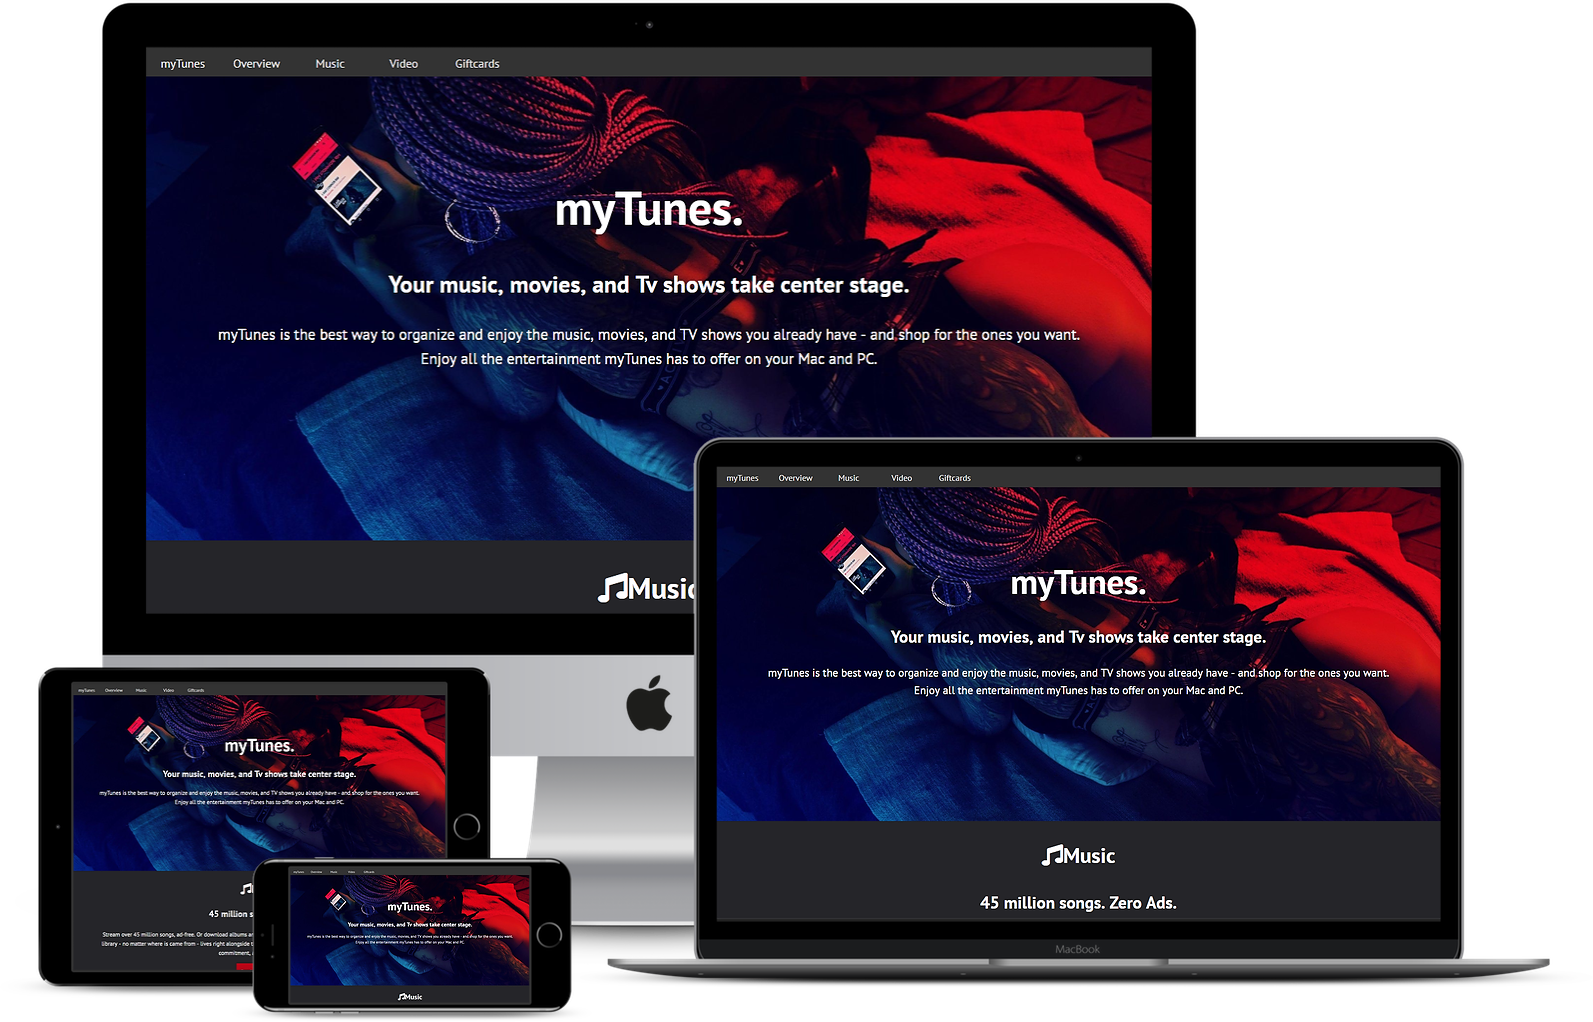 myTunes Overview Music Video Giftcards
myTunes.
Your music, movies, and Tv shows take center stage.
myTunes is the best way to organize and enjoy the music, movies, and TV shows you already have - and shop for the ones you want.
Enjoy all the entertainment myTunes has to offer on your Mac and PC.
Music
myTunes Overview Music Video Giftcards
myTunes.
Your music, movies, and Tv shows take center stage.
myTunes is the best way to organize and enjoy the music, movies, and TV shows you already have - and shop for the ones you want.
Enjoy all the entertainment myTunes has to offer on your Mac and PC.
Music
45 million songs. Zero Ads.
MacBook
myTunes Overview Music Video Giftcards
myTunes.
Your music, movies, and Tv shows take center stage.
myTunes is the best way to organize and enjoy the music, movies, and TV shows you already have - and shop for the ones you want.
Enjoy all the entertainment myTunes has to offer on your Mac and PC.
45 million s
Stream over 45 million songs, ad-free. Or download albums a
library - no matter where is came from - lives right alongside t
commitment,
myTunes Overview Music Video Giftcards
myTunes.
Your music, movies, and Tv shows take center stage.
myTunes is the best way to organize and enjoy the music, movies, and TV shows you already have - and shop for the ones you want.
Enjoy all the entertainment myTunes has to offer on your Mac and PC.
Music